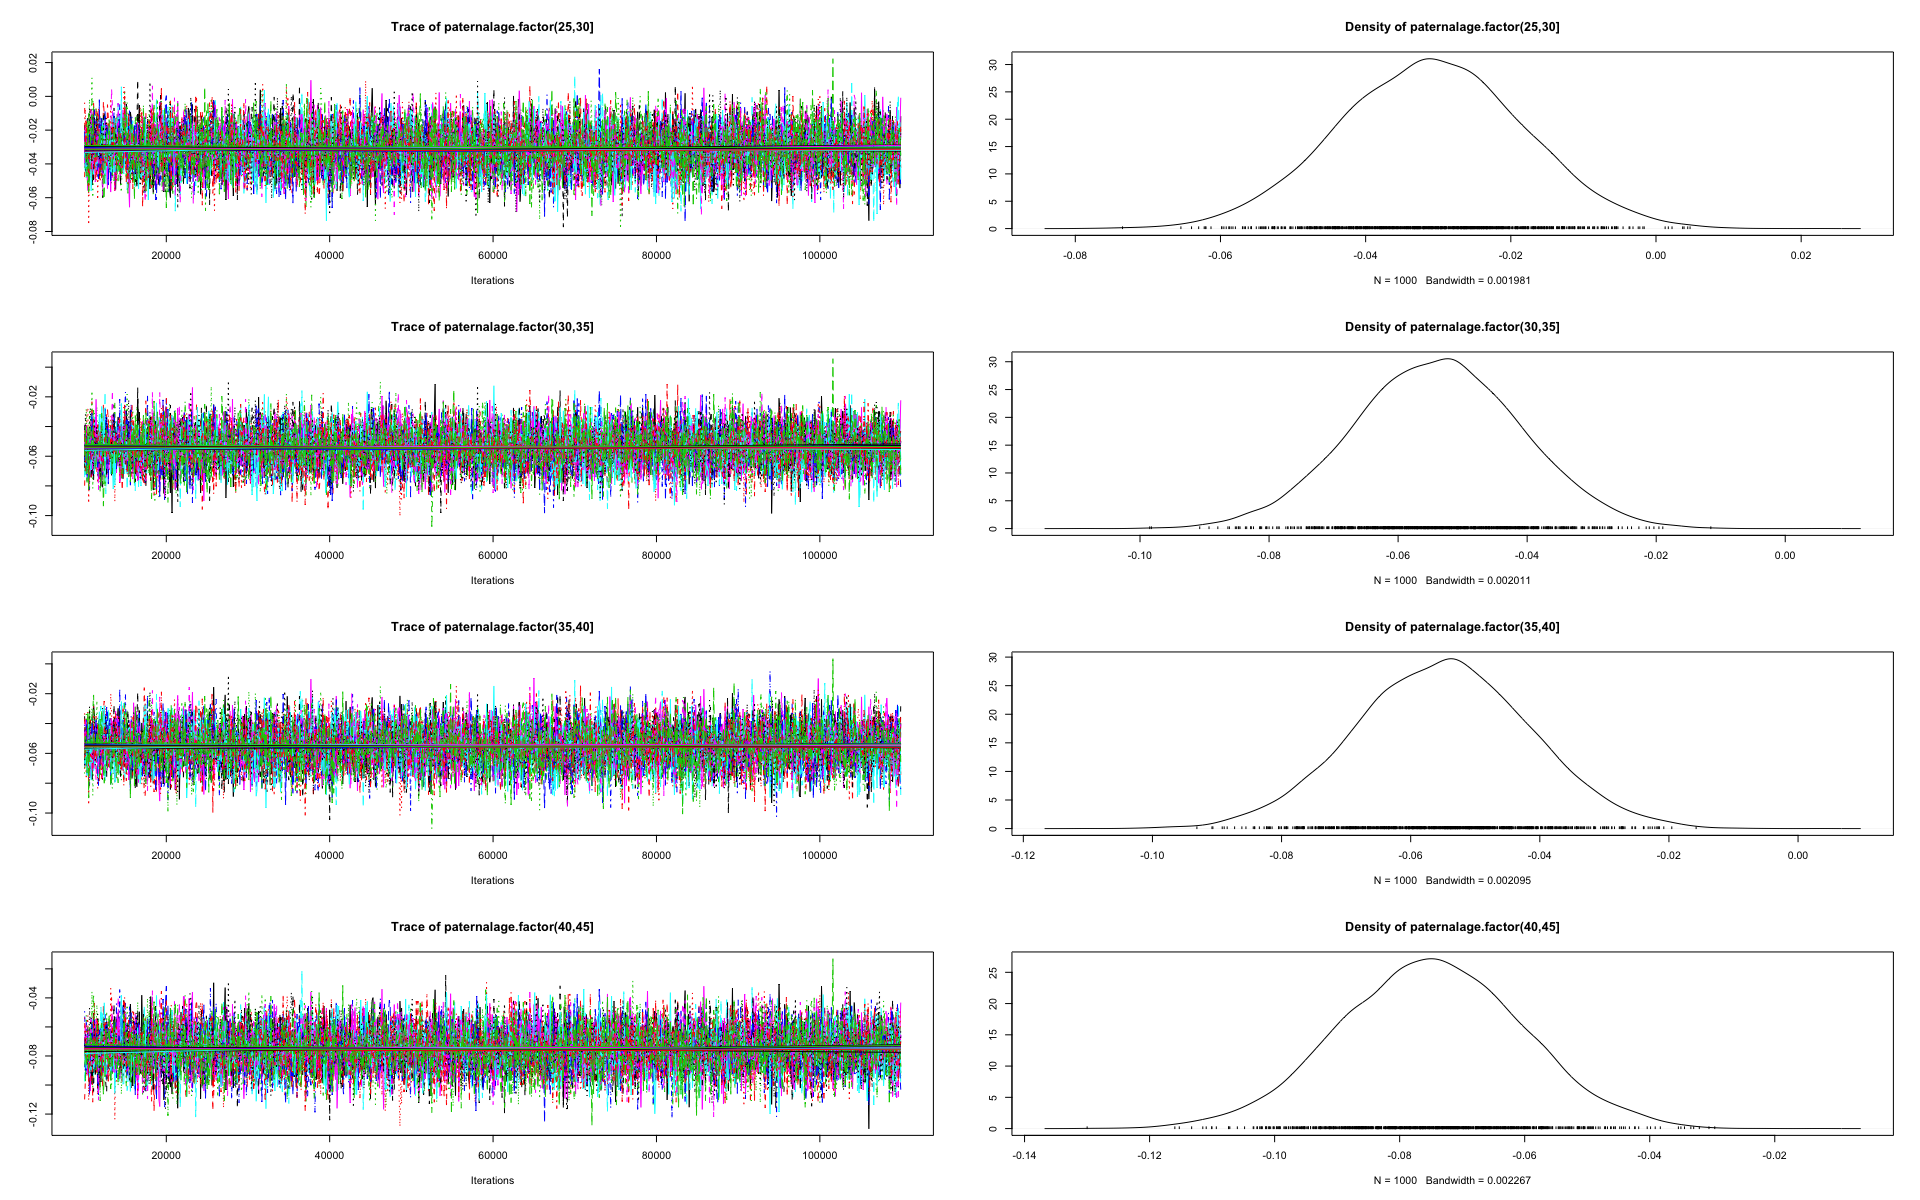 Trace of paternalage.factor(25,30]
0.02
0.00
-0.02
-0.04
-0.06
-0.08
20000 40000 60000 80000 100000
Iterations
Density of paternalage.factor(25,30]
30
25
20
15
10
5
0
-0.08 -0.06 -0.04 -0.02 0.00 0.02
N = 1000 Bandwidth = 0.001981
Trace of paternalage.factor(30,35]
-0.02
-0.06
-0.10
20000 40000 60000 80000 100000
Iterations
Density of paternalage.factor(30,35]
30
25
20
15
10
5
0
-0.10 -0.08 -0.06 -0.04 -0.02 0.00
N = 1000 Bandwidth = 0.002011
Trace of paternalage.factor(35,40]
-0.02
-0.06
-0.10
20000 40000 60000 80000 100000
Iterations
Density of paternalage.factor(35,40]
30
25
20
15
10
5
0
-0.12 -0.10 -0.08 -0.06 -0.04 -0.02 0.00
N = 1000 Bandwidth = 0.002095
Trace of paternalage.factor(40,45]
-0.04
-0.08
-0.12
20000 40000 60000 80000 100000
Iterations
Density of paternalage.factor(40,45]
25
20
15
10
5
0
-0.14 -0.12 -0.10 -0.08 -0.06 -0.04 -0.02
N = 1000 Bandwidth = 0.002267